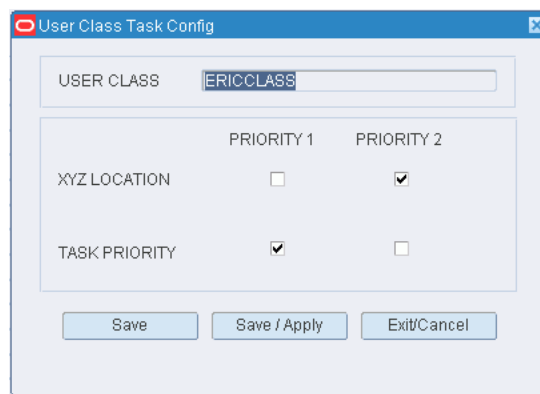 User Class Task Config
USER CLASS ERICCLASS
PRIORITY 1 PRIORITY 2
XYZ LOCATION
TASK PRIORITY
Save Save / Apply Exit/Cancel